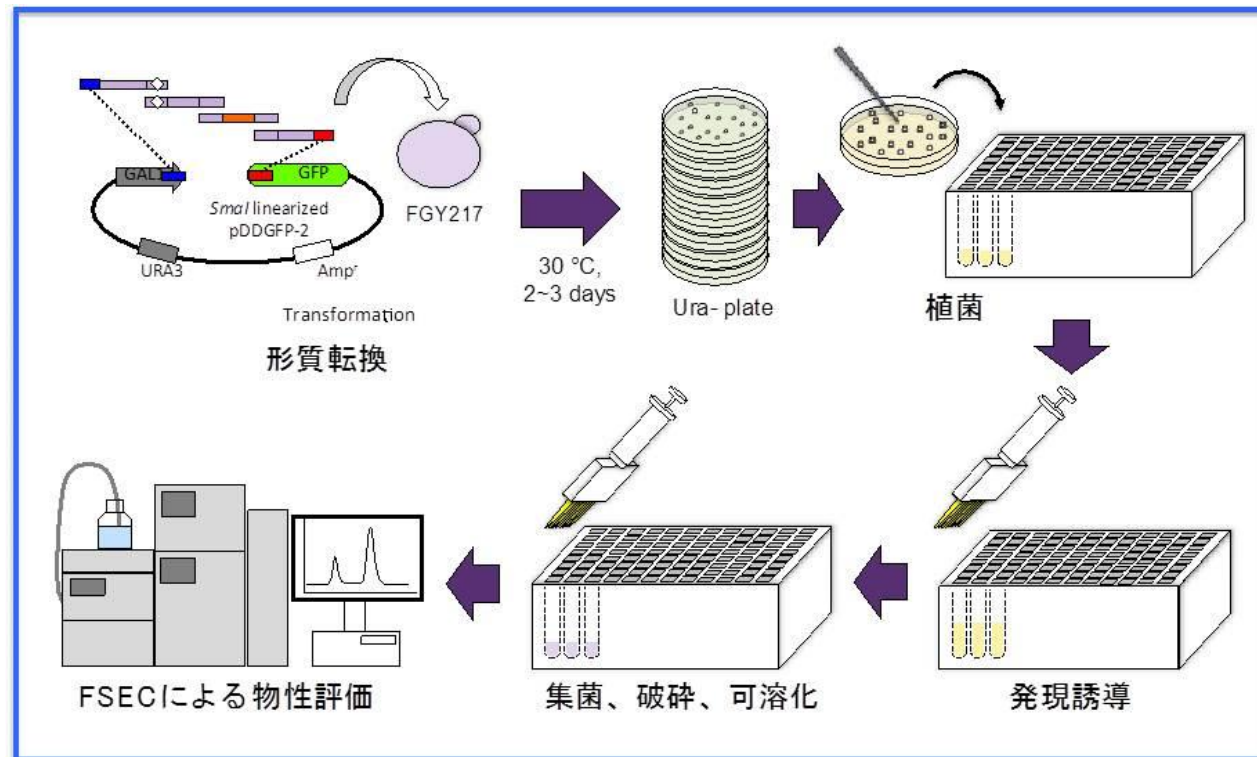 GAL1
GFP
SmaI linearized
pDDGFP-2
URA3
Ampʳ
FGY217
Transformation
形質転換
30 °C,
2~3 days
Ura- plate
植菌
FSECによる物性評価
集菌、破砕、可溶化
発現誘導